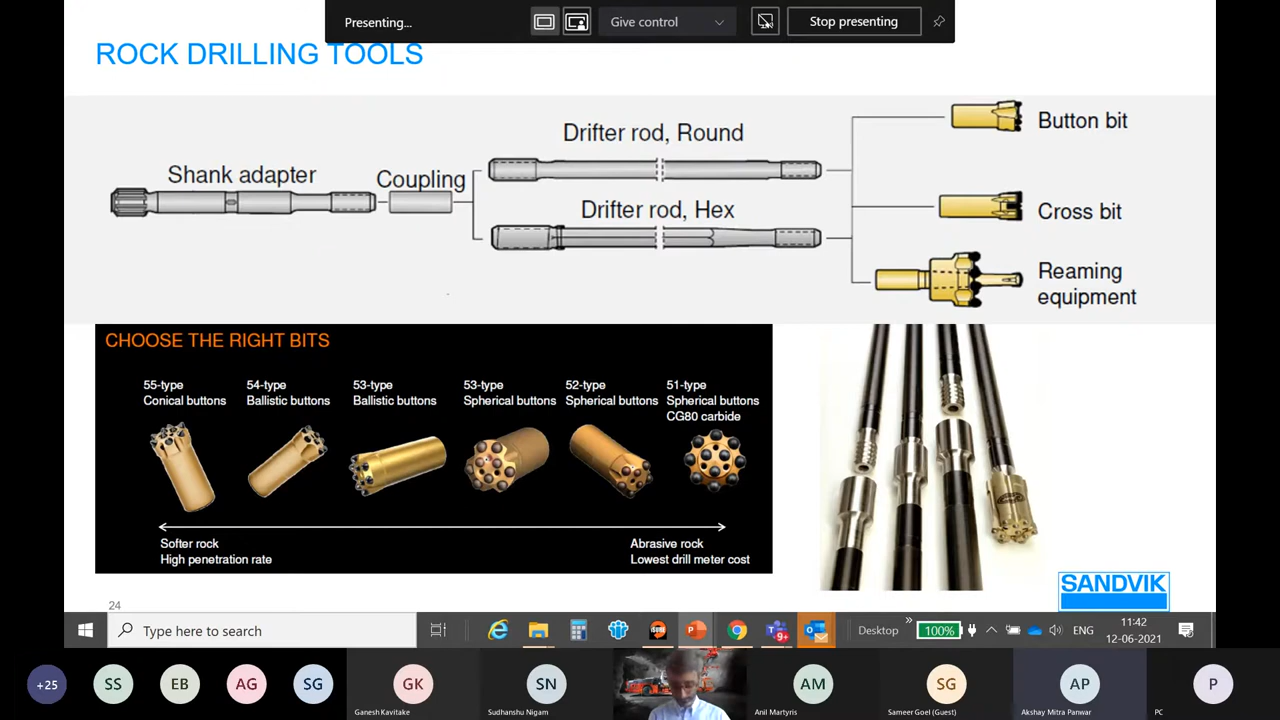 Presenting...
Give control
Stop presenting
ROCK DRILLING TOOLS
Shank adapter
Coupling
Drifter rod, Round
Drifter rod, Hex
Button bit
Cross bit
Reaming
equipment
CHOOSE THE RIGHT BITS
55-type
Conical buttons
54-type
Ballistic buttons
53-type
Ballistic buttons
53-type
Spherical buttons
52-type
Spherical buttons
51-type
Spherical buttons
CG80 carbide
Softer rock
High penetration rate
Abrasive rock
Lowest drill meter cost
SANDVIK
24
Type here to search
9+
Desktop
100%
ENG
11:42
12-06-2021
+25
SS
EB
AG
SG
GK
Ganesh Kavitake
SN
Sudhanshu Nigam
AM
Anil Martyris
SG
Sameer Goel (Guest)
AP
Akshay Mitra Panwar
P
PC